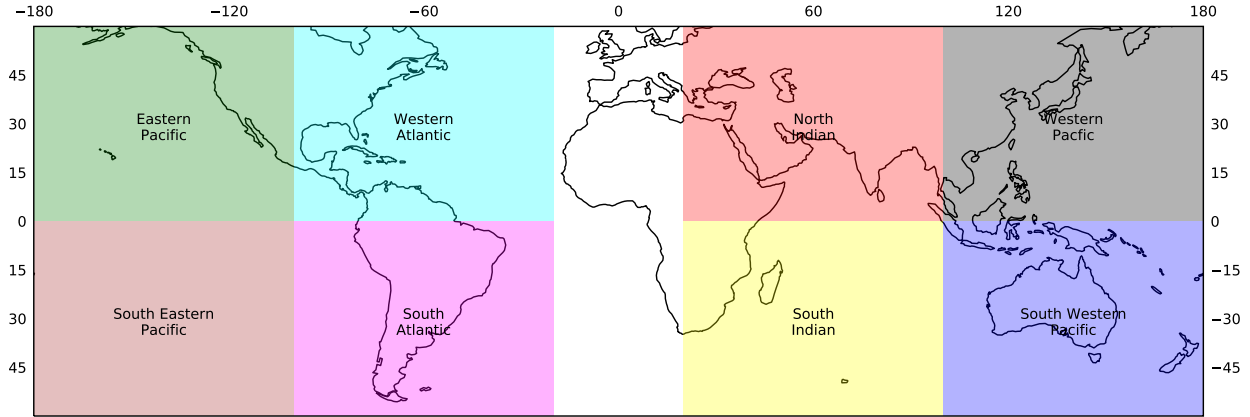 −180 −120 −60 0 60 120 180
45 45
30 30
15 15
0 0
15 −15
30 −30
45 −45
Eastern
Pacific
Western
Atlantic
North
Indian
Western
Pacfic
South Eastern
Pacific
South
Atlantic
South
Indian
South Western
Pacific